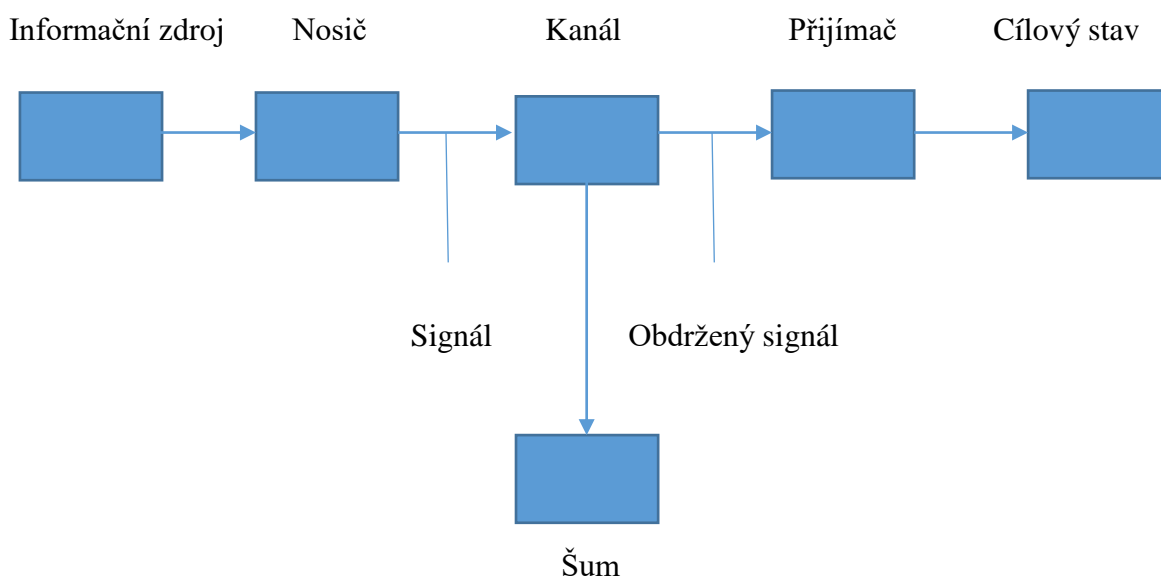 Informační zdroj
Nosič
Kanál
Přijímač
Cílový stav
Signál
Obdržený signál
Šum